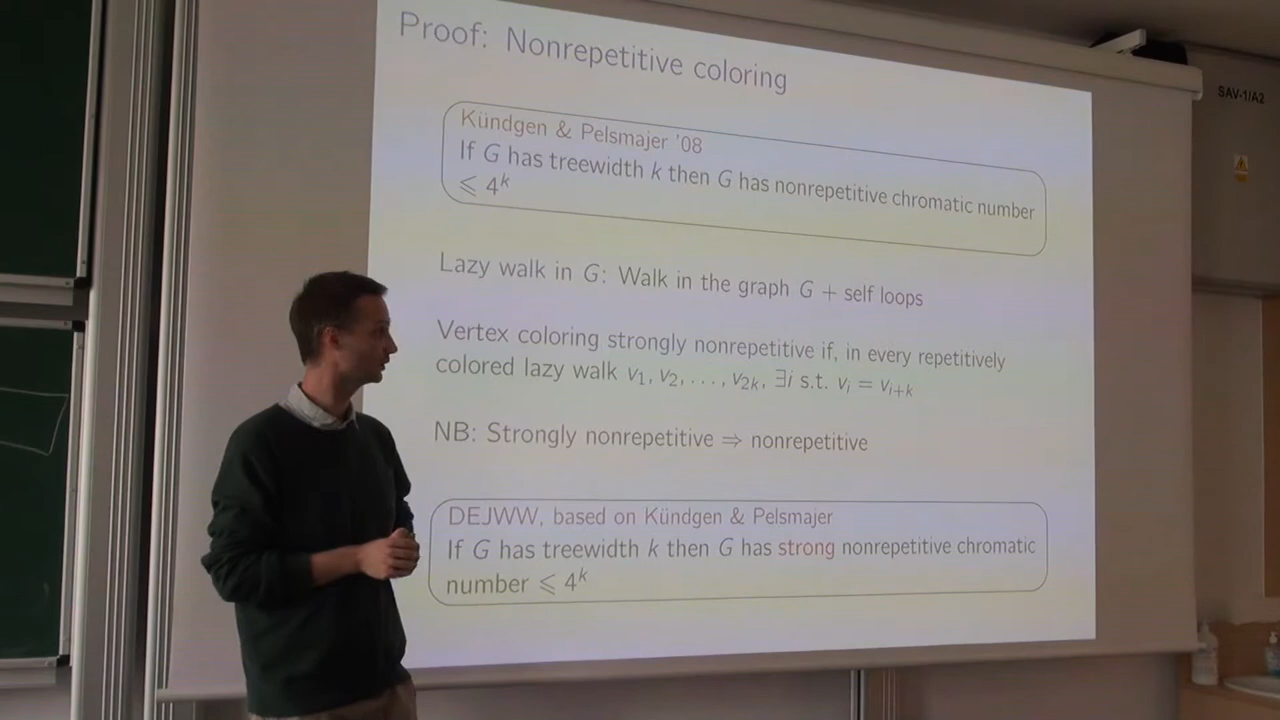 Proof: Nonrepetitive coloring
Kündgen & Pelsmajer '08
If G has treewidth k then G has nonrepetitive chromatic number
⩽ 4^k
Lazy walk in G: Walk in the graph G + self loops
Vertex coloring strongly nonrepetitive if, in every repetitively
colored lazy walk v₁, v₂, . . . , v₂ₖ, ∃i s.t. vᵢ = vᵢ₊ₖ
NB: Strongly nonrepetitive ⇒ nonrepetitive
DEJWW, based on Kündgen & Pelsmajer
If G has treewidth k then G has strong nonrepetitive chromatic
number ⩽ 4^k
SAV-1/A2